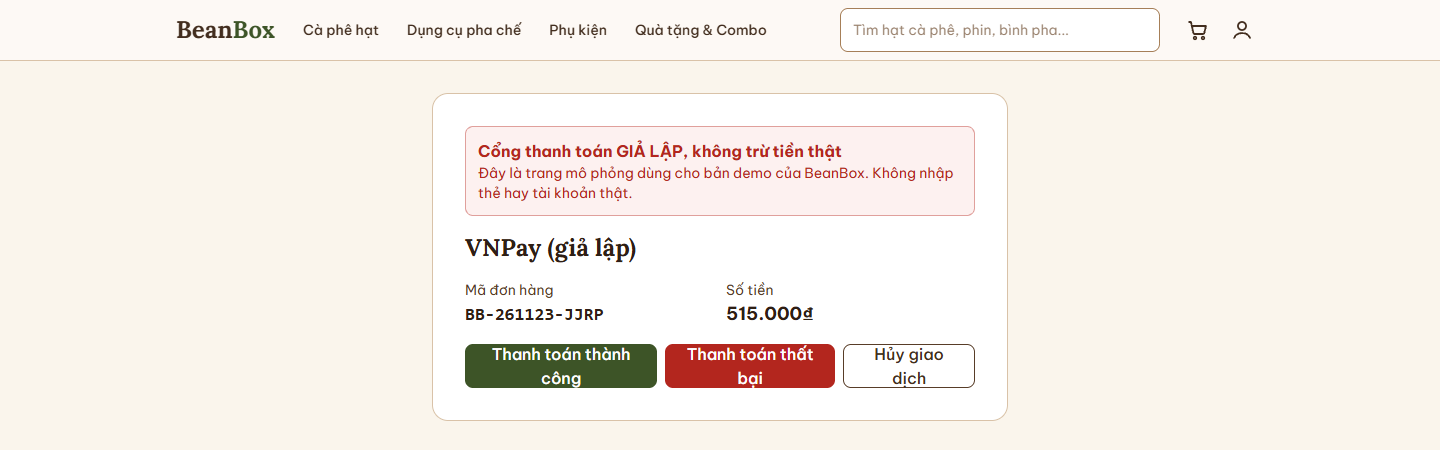 BeanBox Cà phê hạt Dụng cụ pha chế Phụ kiện Quà tặng & Combo Tìm hạt cà phê, phin, bình pha...
Cổng thanh toán GIẢ LẬP, không trừ tiền thật
Đây là trang mô phỏng dùng cho bản demo của BeanBox. Không nhập
thẻ hay tài khoản thật.
VNPay (giả lập)
Mã đơn hàng Số tiền
BB-261123-JJRP 515.000₫
Thanh toán thành công
Thanh toán thất bại
Hủy giao dịch